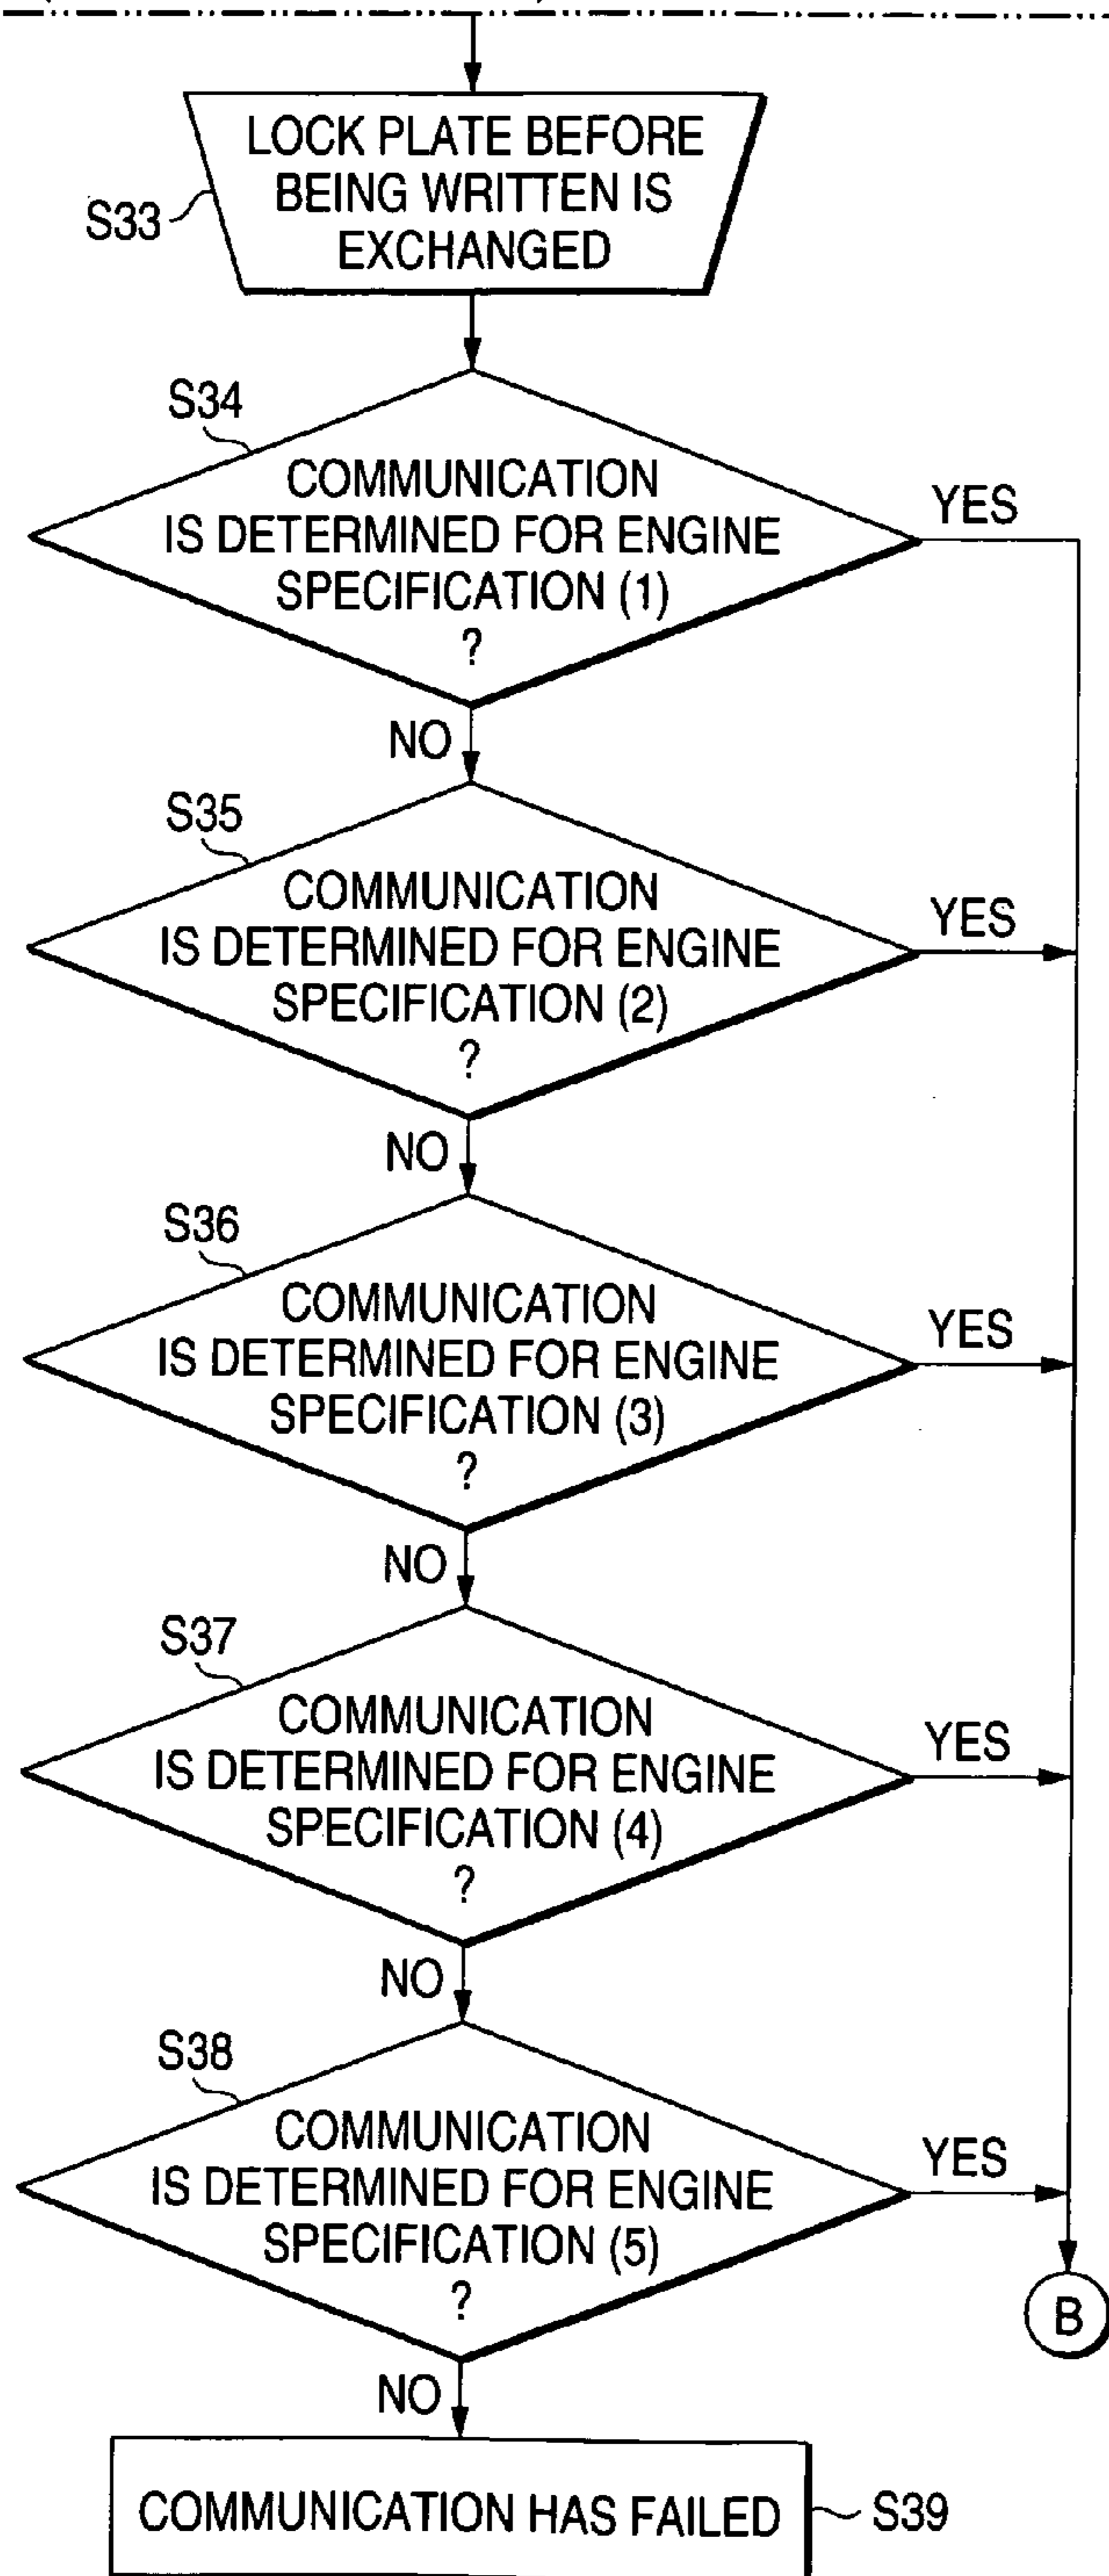 LOCK PLATE BEFORE
BEING WRITTEN IS
EXCHANGED
S33
S34
COMMUNICATION
IS DETERMINED FOR ENGINE
SPECIFICATION (1)
?
YES
NO
S35
COMMUNICATION
IS DETERMINED FOR ENGINE
SPECIFICATION (2)
?
YES
NO
S36
COMMUNICATION
IS DETERMINED FOR ENGINE
SPECIFICATION (3)
?
YES
NO
S37
COMMUNICATION
IS DETERMINED FOR ENGINE
SPECIFICATION (4)
?
YES
NO
S38
COMMUNICATION
IS DETERMINED FOR ENGINE
SPECIFICATION (5)
?
YES
B
NO
COMMUNICATION HAS FAILED
S39